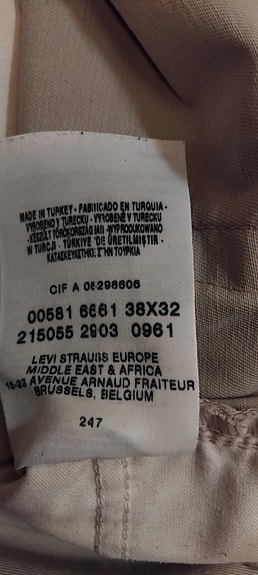 MADE IN TURKEY - FABRICADO EN TURQUIA -
VYROBENO V TURECKU - VYROBENÉ V TURECKU
- KÉSZÜLT TÖRÖKORSZÁGBAN - WYPRODUKOWANO
W TURCJI - TÜRKİYE 'DE ÜRETİLMİŞTİR -
ΚΑΤΑΣΚΕΥΑΖΕΤΑΙ ΣΤΗΝ ΤΟΥΡΚΙΑ
CIF A 08298606
00581 6661 38X32
215055 2903 0961
LEVI STRAUSS EUROPE
MIDDLE EAST & AFRICA
15-23 AVENUE ARNAUD FRAITEUR
BRUSSELS, BELGIUM
247